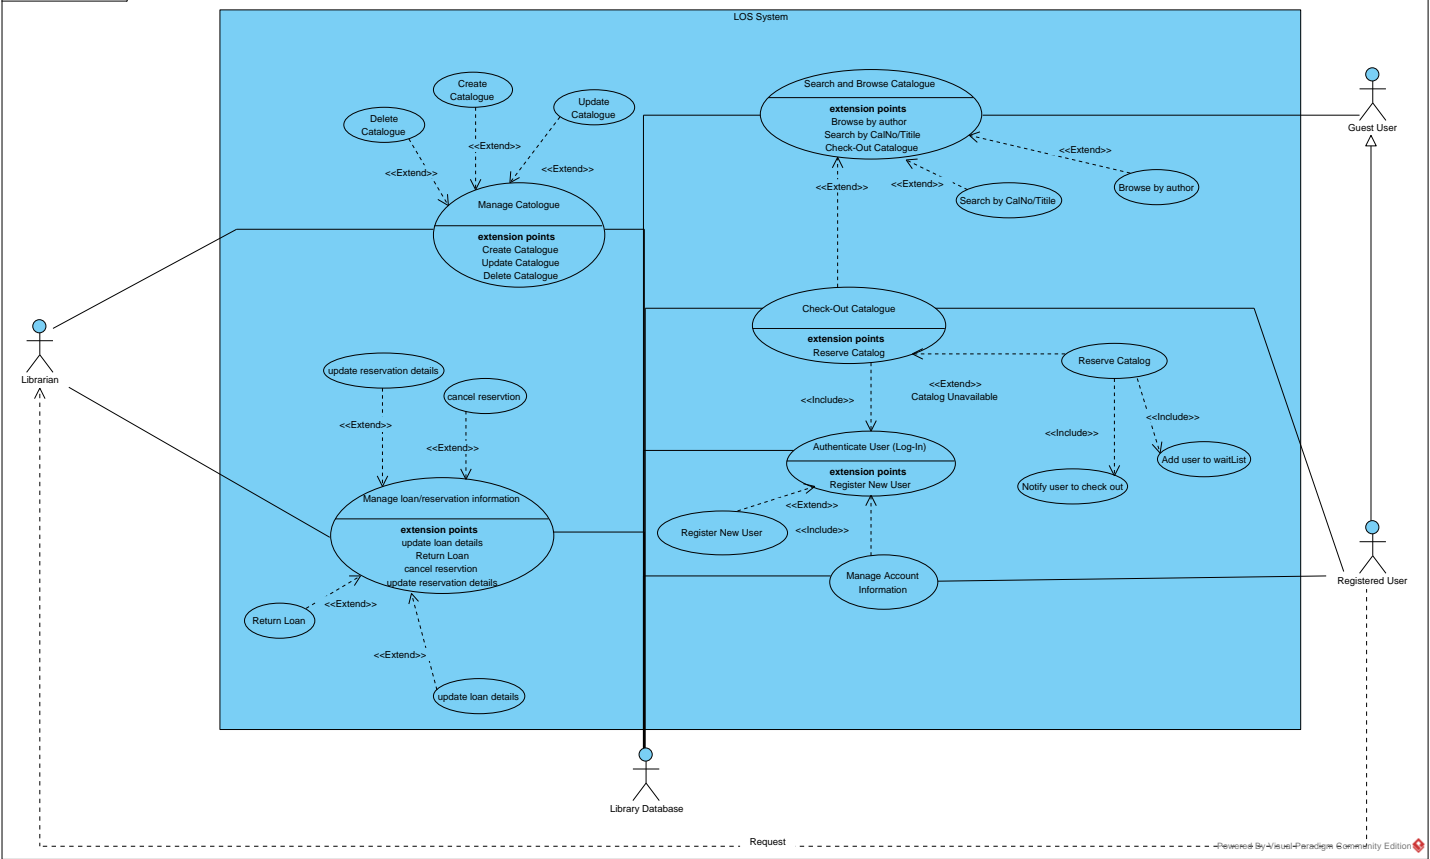 LOS System
Create
Catalogue
Delete
Catalogue
Update
Catalogue
<<Extend>>
<<Extend>>
<<Extend>>
Manage Catologue
extension points
Create Catalogue
Update Catalogue
Delete Catalogue
Search and Browse Catalogue
extension points
Browse by author
Search by CalNo/Titile
Check-Out Catalogue
<<Extend>>
<<Extend>>
<<Extend>>
Search by CalNo/Titile
Browse by author
Guest User
Librarian
Check-Out Catalogue
extension points
Reserve Catalog
Reserve Catalog
<<Extend>>
Catalog Unavailable
<<Include>>
<<Include>>
<<Include>>
Add user to waitList
Notify user to check out
update reservation details
cancel reservtion
<<Extend>>
<<Extend>>
Manage loan/reservation information
extension points
update loan details
Return Loan
cancel reservtion
update reservation details
<<Extend>>
Return Loan
<<Extend>>
update loan details
Authenticate User (Log-In)
extension points
Register New User
<<Extend>>
Register New User
<<Include>>
Manage Account
Information
Registered User
Library Database
Request
Powered By Visual Paradigm Community Edition